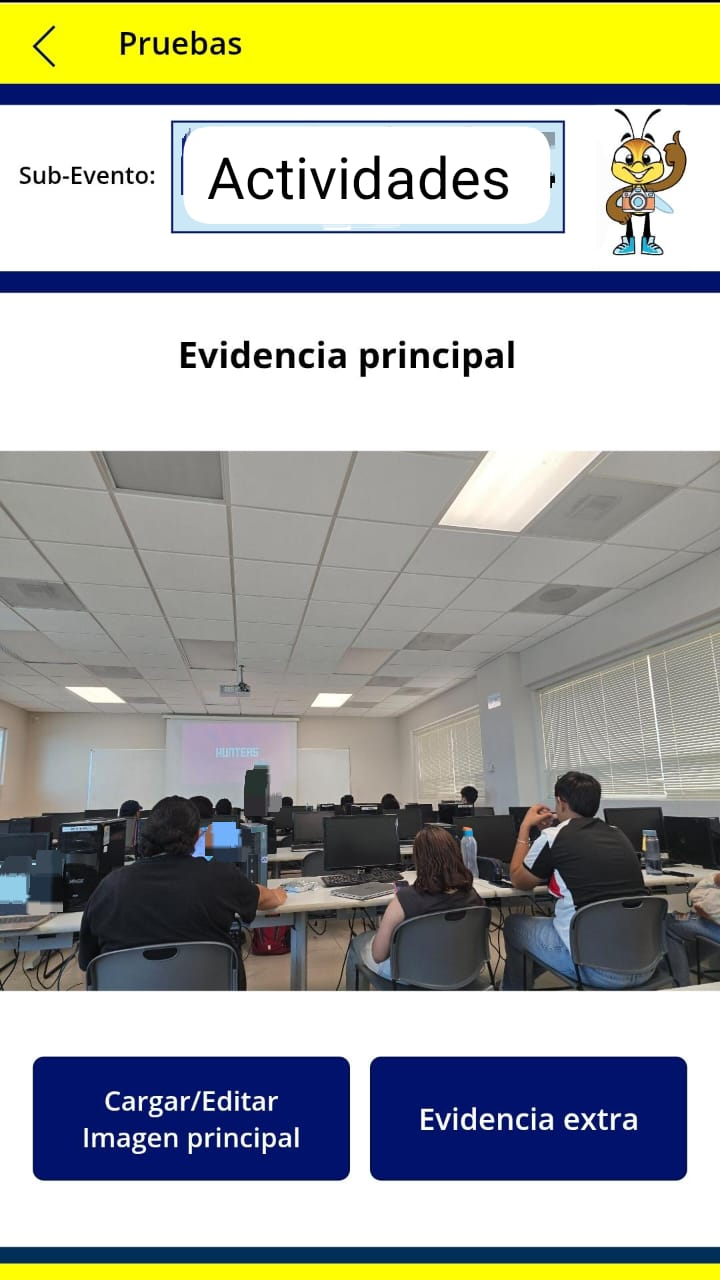 Pruebas
Sub-Evento:
Actividades
Evidencia principal
HUNTERS
Cargar/Editar
Imagen principal
Evidencia extra